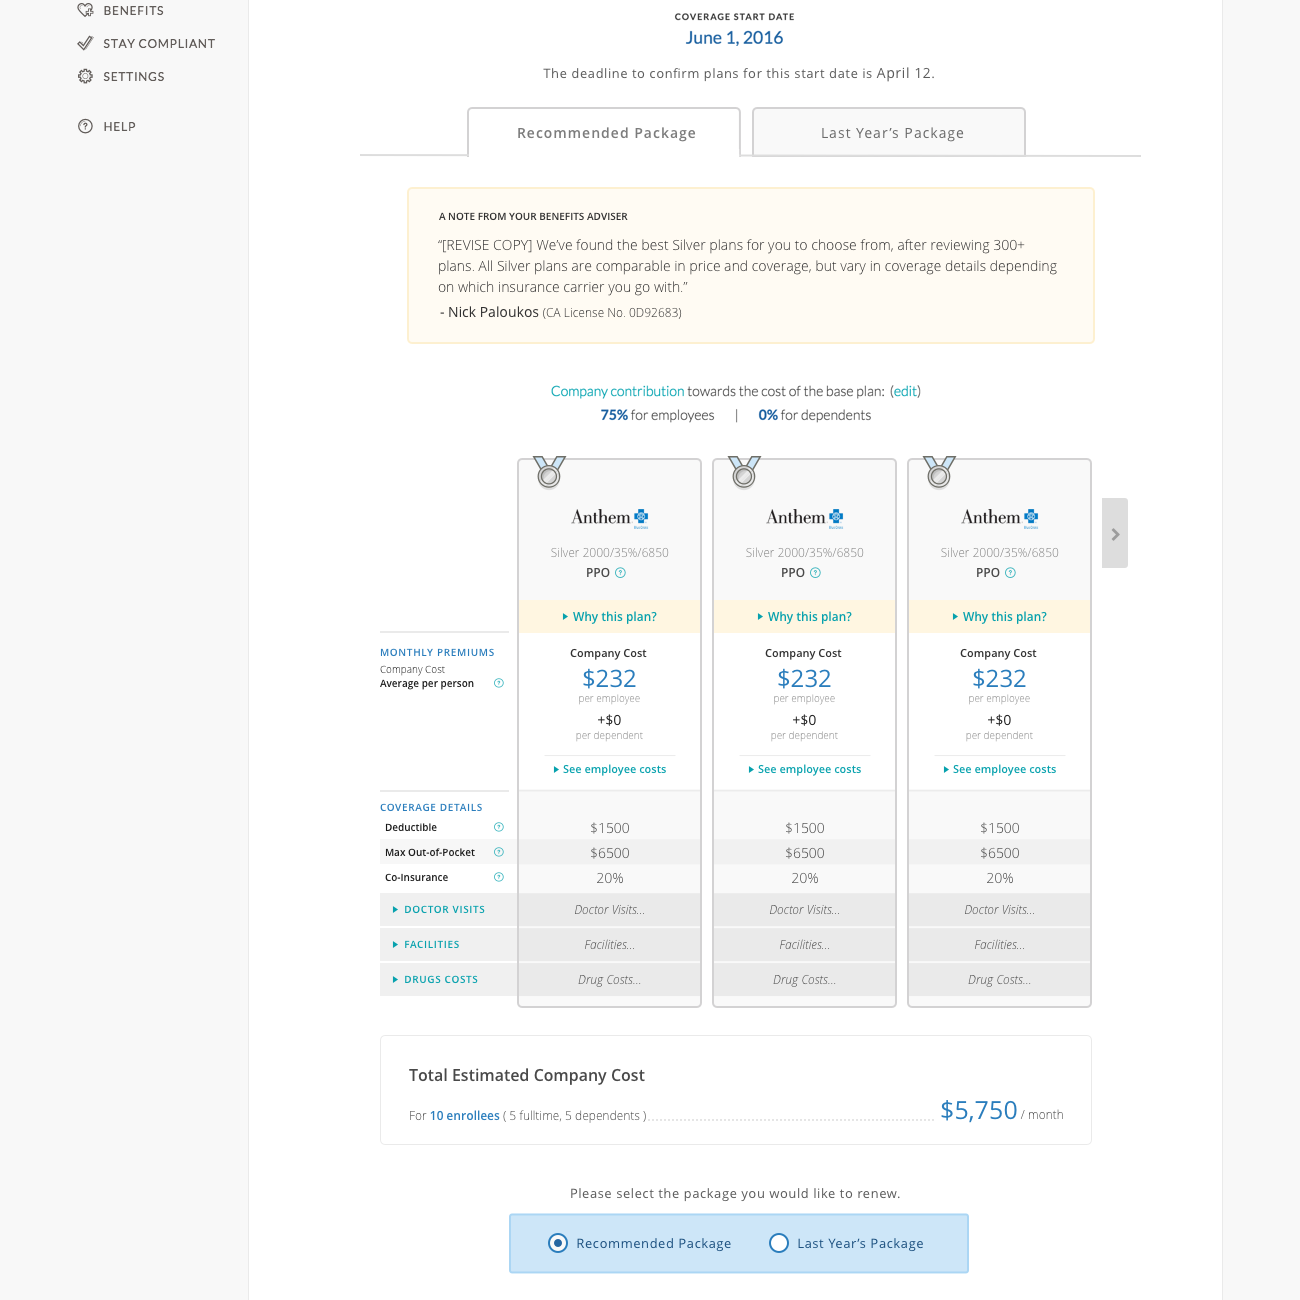 BENEFITS
STAY COMPLIANT
SETTINGS
HELP
COVERAGE START DATE
June 1, 2016
The deadline to confirm plans for this start date is April 12.
Recommended Package
Last Year's Package
A NOTE FROM YOUR BENEFITS ADVISER
“[REVISE COPY] We’ve found the best Silver plans for you to choose from, after reviewing 300+
plans. All Silver plans are comparable in price and coverage, but vary in coverage details depending
on which insurance carrier you go with.”
- Nick Paloukos (CA License No. 0D92683)
Company contribution towards the cost of the base plan: (edit)
75% for employees | 0% for dependents
Anthem Anthem Anthem
Silver 2000/35%/6850 Silver 2000/35%/6850 Silver 2000/35%/6850
PPO ? PPO ? PPO ?
Why this plan? Why this plan? Why this plan?
MONTHLY PREMIUMS Company Cost Company Cost Company Cost
Company Cost
Average per person ? $232 $232 $232
per employee per employee per employee
+$0 +$0 +$0
per dependent per dependent per dependent
See employee costs See employee costs See employee costs
COVERAGE DETAILS
Deductible ? $1500 $1500 $1500
Max Out-of-Pocket ? $6500 $6500 $6500
Co-Insurance ? 20% 20% 20%
DOCTOR VISITS Doctor Visits... Doctor Visits... Doctor Visits...
FACILITIES Facilities... Facilities... Facilities...
DRUGS COSTS Drug Costs... Drug Costs... Drug Costs...
Total Estimated Company Cost
For 10 enrollees ( 5 fulltime, 5 dependents ) $5,750 / month
Please select the package you would like to renew.
Recommended Package Last Year's Package